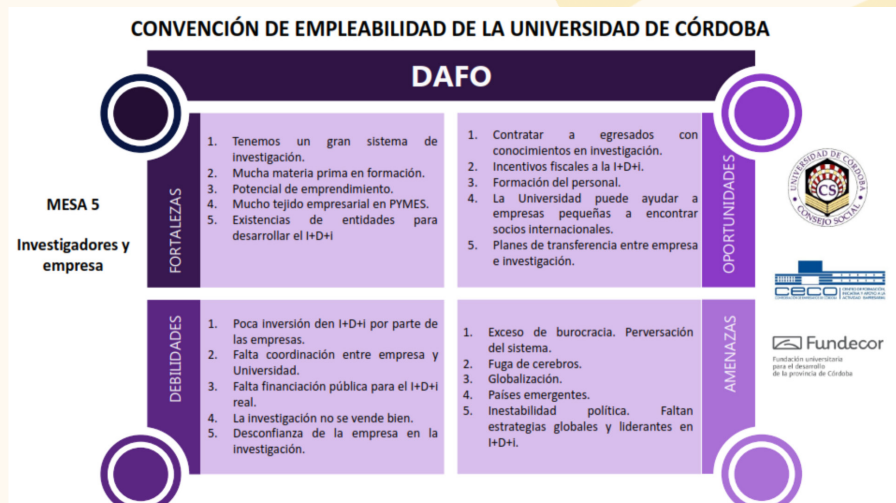 CONVENCIÓN DE EMPLEABILIDAD DE LA UNIVERSIDAD DE CÓRDOBA
DAFO
MESA 5
Investigadores y
empresa
FORTALEZAS
1. Tenemos un gran sistema de
investigación.
2. Mucha materia prima en formación.
3. Potencial de emprendimiento.
4. Mucho tejido empresarial en PYMES.
5. Existencias de entidades para
desarrollar el I+D+i
OPORTUNIDADES
1. Contratar a egresados con
conocimientos en investigación.
2. Incentivos fiscales a la I+D+i.
3. Formación del personal.
4. La Universidad puede ayudar a
empresas pequeñas a encontrar
socios internacionales.
5. Planes de transferencia entre empresa
e investigación.
DEBILIDADES
1. Poca inversión den I+D+i por parte de
las empresas.
2. Falta coordinación entre empresa y
Universidad.
3. Falta financiación pública para el I+D+i
real.
4. La investigación no se vende bien.
5. Desconfianza de la empresa en la
investigación.
AMENAZAS
1. Exceso de burocracia. Perversión
del sistema.
2. Fuga de cerebros.
3. Globalización.
4. Países emergentes.
5. Inestabilidad política. Faltan
estrategias globales y liderantes en
I+D+i.
UNIVERSIDAD DE CÓRDOBA
CS
CONSEJO SOCIAL
CECO
Fundecor
Fundación universitaria
para el desarrollo
de la provincia de Córdoba